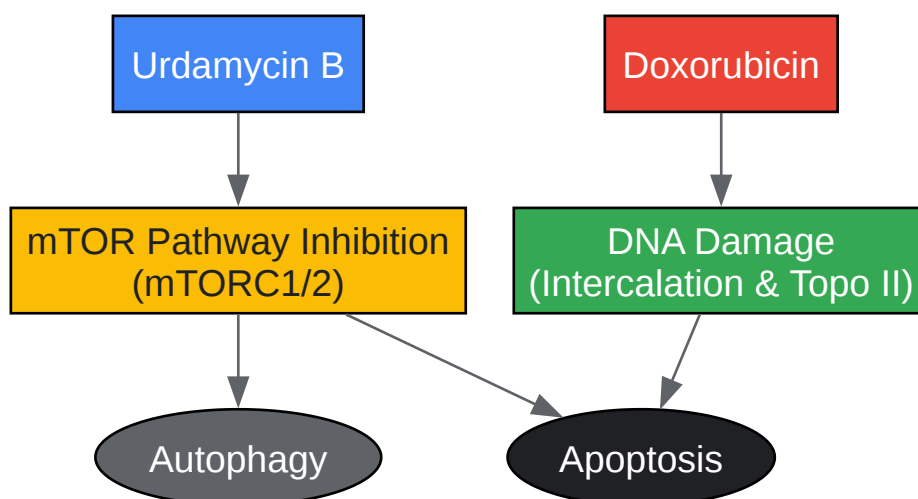 Urdamycin B
Doxorubicin
mTOR Pathway Inhibition
(mTORC1/2)
DNA Damage
(Intercalation & Topo II)
Autophagy
Apoptosis